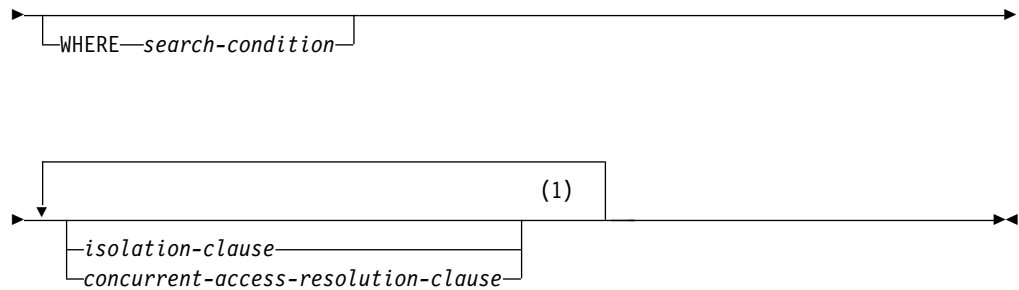 WHERE search-condition
(1)
isolation-clause
concurrent-access-resolution-clause